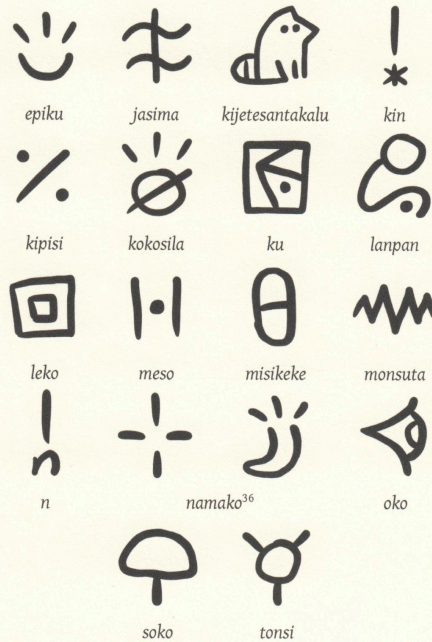 epiku jasima kijetesantakalu kin
kipisi kokosila ku lanpan
leko meso misikeke monsuta
n namako³⁶ oko
soko tonsi